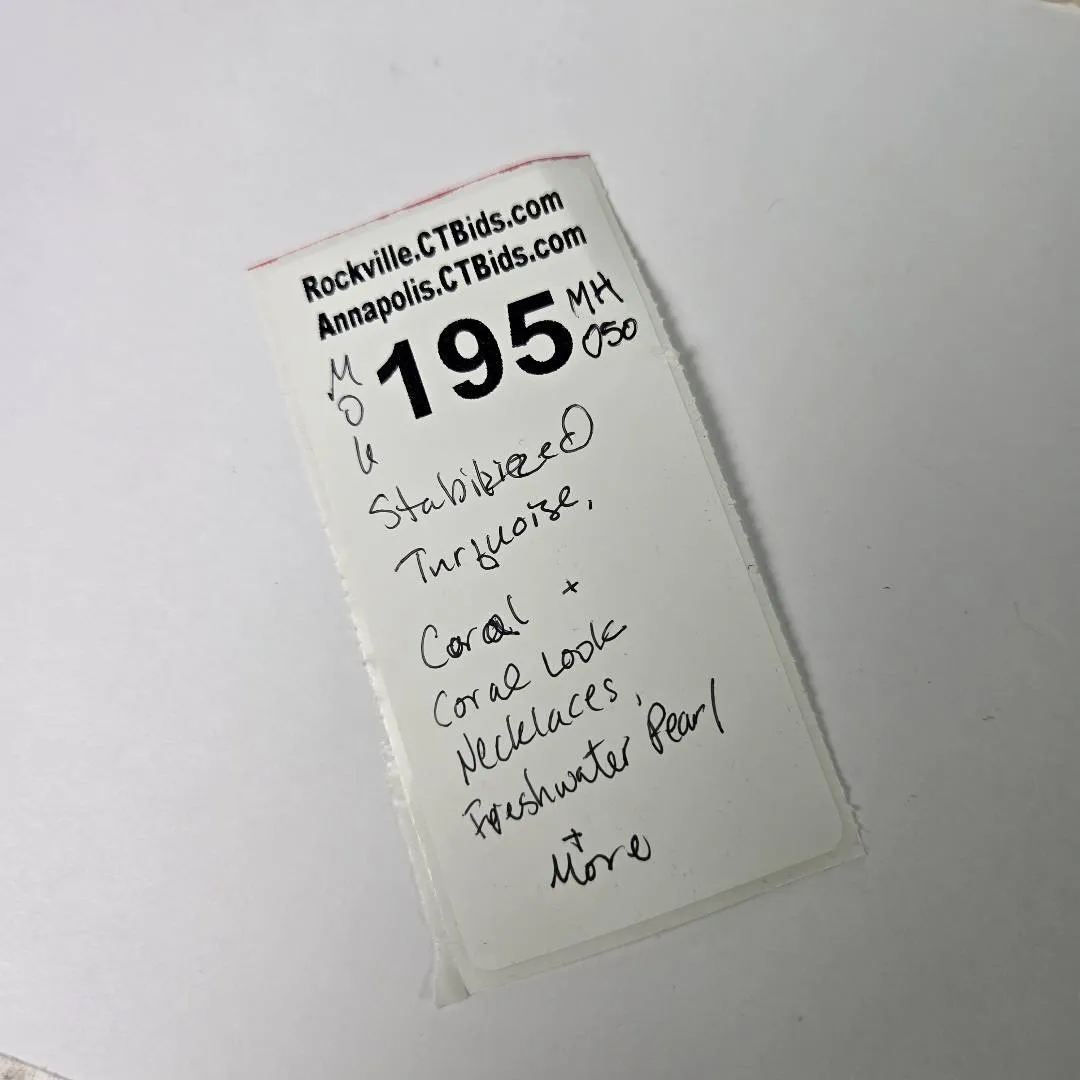 Rockville.CTBids.com
Annapolis.CTBids.com
195
MH
050
M
O
K
Stabilized
Turquoise,
Coral +
Coral Look
Necklaces,
Freshwater Pearl
+
More